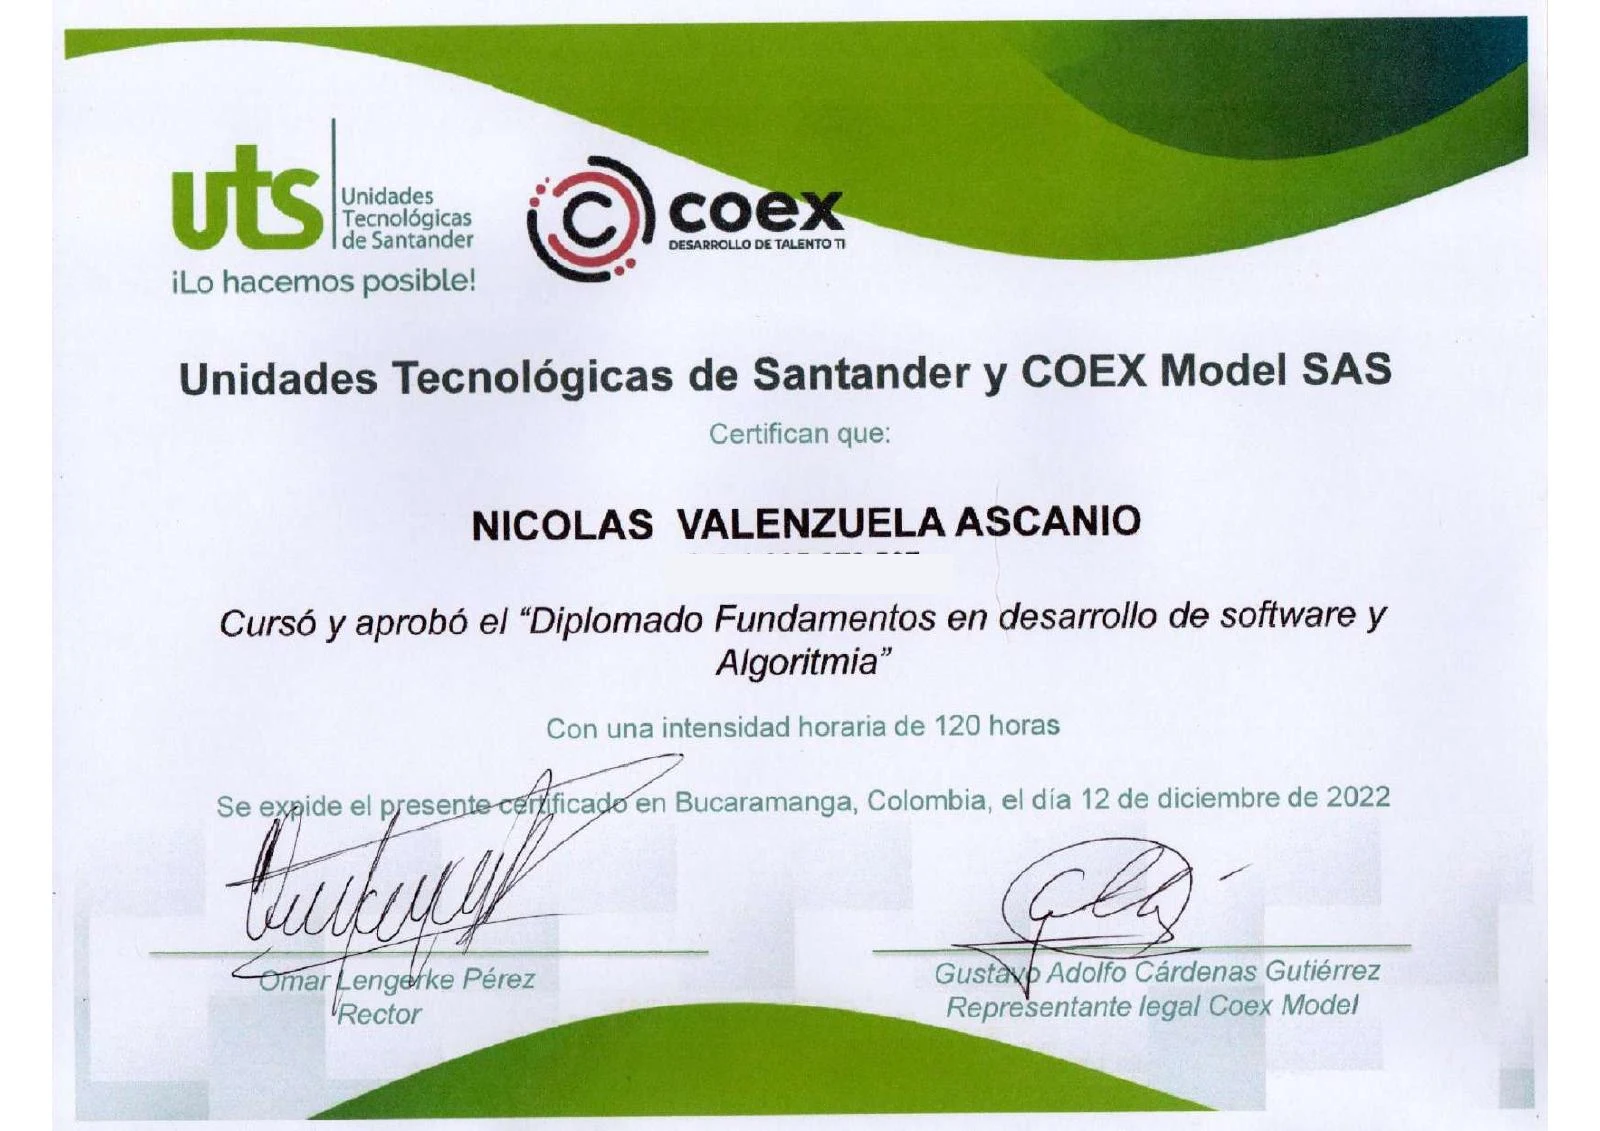 uts
Unidades
Tecnológicas
de Santander
¡Lo hacemos posible!
coex
DESARROLLO DE TALENTO TI
Unidades Tecnológicas de Santander y COEX Model SAS
Certifican que:
NICOLAS VALENZUELA ASCANIO
Cursó y aprobó el “Diplomado Fundamentos en desarrollo de software y
Algoritmia”
Con una intensidad horaria de 120 horas
Se expide el presente certificado en Bucaramanga, Colombia, el día 12 de diciembre de 2022
Omar Lengerke Pérez
Rector
Gustavo Adolfo Cárdenas Gutiérrez
Representante legal Coex Model